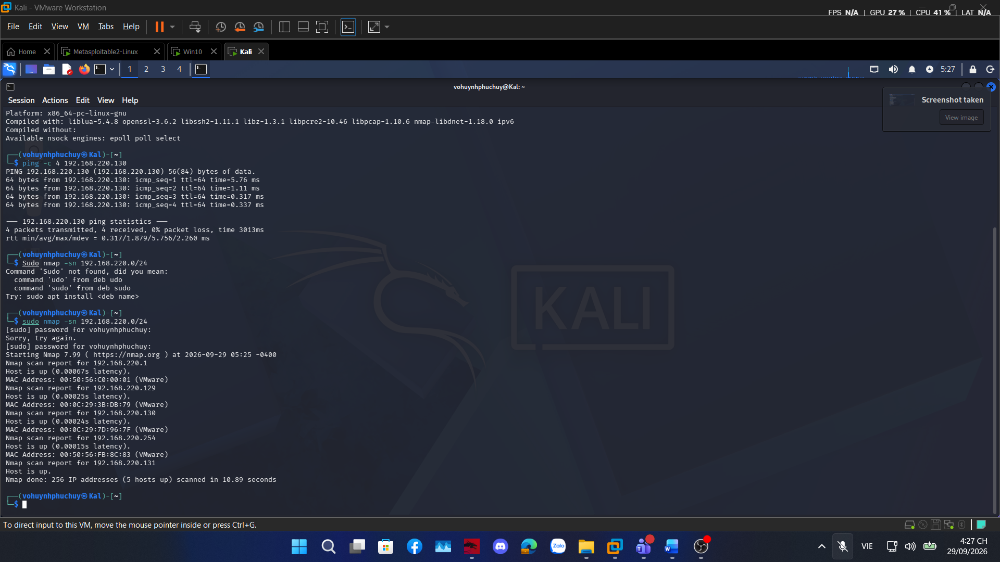 Kali - VMware Workstation
FPS N/A | GPU 27 % | CPU 41 % | LAT N/A
File Edit View VM Tabs Help
Home Metasploitable2-Linux Win10 Kali
1 2 3 4 5:27
vohuynhphuchuy@Kal: ~
Session Actions Edit View Help
Screenshot taken
View image
Platform: x86_64-pc-linux-gnu
Compiled with: liblua-5.4.8 openssl-3.6.2 libssh2-1.11.1 libz-1.3.1 libpcre2-10.46 libpcap-1.10.6 nmap-libdnet-1.18.0 ipv6
Compiled without:
Available nsock engines: epoll poll select
┌──(vohuynhphuchuy㉿Kal)-[~]
└─$ ping -c 4 192.168.220.130
PING 192.168.220.130 (192.168.220.130) 56(84) bytes of data.
64 bytes from 192.168.220.130: icmp_seq=1 ttl=64 time=5.76 ms
64 bytes from 192.168.220.130: icmp_seq=2 ttl=64 time=1.11 ms
64 bytes from 192.168.220.130: icmp_seq=3 ttl=64 time=0.317 ms
64 bytes from 192.168.220.130: icmp_seq=4 ttl=64 time=0.337 ms
--- 192.168.220.130 ping statistics ---
4 packets transmitted, 4 received, 0% packet loss, time 3013ms
rtt min/avg/max/mdev = 0.317/1.879/5.756/2.260 ms
┌──(vohuynhphuchuy㉿Kal)-[~]
└─$ Sudo nmap -sn 192.168.220.0/24
Command 'Sudo' not found, did you mean:
command 'udo' from deb udo
command 'sudo' from deb sudo
Try: sudo apt install <deb name>
┌──(vohuynhphuchuy㉿Kal)-[~]
└─$ sudo nmap -sn 192.168.220.0/24
[sudo] password for vohuynhphuchuy:
Sorry, try again.
[sudo] password for vohuynhphuchuy:
Starting Nmap 7.99 ( https://nmap.org ) at 2026-09-29 05:25 -0400
Nmap scan report for 192.168.220.1
Host is up (0.00067s latency).
MAC Address: 00:50:56:C0:00:01 (VMware)
Nmap scan report for 192.168.220.129
Host is up (0.00025s latency).
MAC Address: 00:0C:29:3B:DB:79 (VMware)
Nmap scan report for 192.168.220.130
Host is up (0.00024s latency).
MAC Address: 00:0C:29:7D:96:7F (VMware)
Nmap scan report for 192.168.220.254
Host is up (0.00015s latency).
MAC Address: 00:50:56:FB:8C:83 (VMware)
Nmap scan report for 192.168.220.131
Host is up.
Nmap done: 256 IP addresses (5 hosts up) scanned in 10.89 seconds
┌──(vohuynhphuchuy㉿Kal)-[~]
└─$
KALI
To direct input to this VM, move the mouse pointer inside or press Ctrl+G.
Zalo
VIE
4:27 CH
29/09/2026